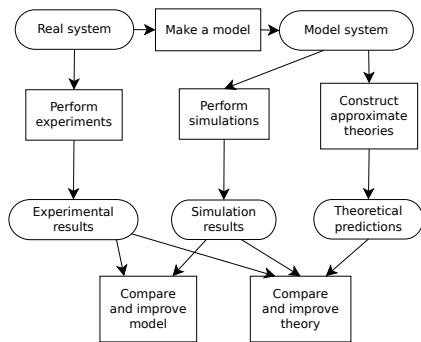 Real system
Make a model
Model system
Perform
experiments
Perform
simulations
Construct
approximate
theories
Experimental
results
Simulation
results
Theoretical
predictions
Compare
and improve
model
Compare
and improve
theory